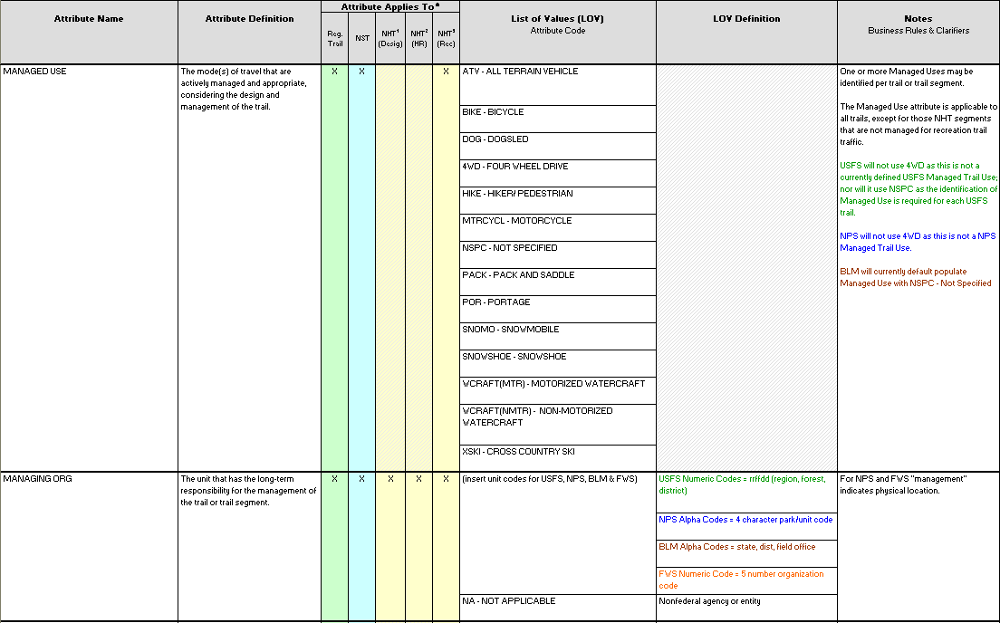 Attribute Name
Attribute Definition
Attribute Applies To*
Reg. Trail
NST
NHT¹ (Desig)
NHT² (HR)
NHT³ (Rec)
List of Values (LOV)
Attribute Code
LOV Definition
Notes
Business Rules & Clarifiers
MANAGED USE
The mode(s) of travel that are
actively managed and appropriate,
considering the design and
management of the trail.
X
X
X
ATV - ALL TERRAIN VEHICLE
BIKE - BICYCLE
DOG - DOGSLED
4WD - FOUR WHEEL DRIVE
HIKE - HIKER/ PEDESTRIAN
MTRCYCL - MOTORCYCLE
NSPC - NOT SPECIFIED
PACK - PACK AND SADDLE
POR - PORTAGE
SNOMO - SNOWMOBILE
SNOWSHOE - SNOWSHOE
WCRAFT(MTR) - MOTORIZED WATERCRAFT
WCRAFT(NMTR) - NON-MOTORIZED
WATERCRAFT
XSKI - CROSS COUNTRY SKI
One or more Managed Uses may be
identified per trail or trail segment.
The Managed Use attribute is applicable to
all trails, except for those NHT segments
that are not managed for recreation trail
traffic.
USFS will not use 4WD as this is not a
currently defined USFS Managed Trail Use;
nor will it use NSPC as the identification of
Managed Use is required for each USFS
trail.
NPS will not use 4WD as this is not a NPS
Managed Trail Use.
BLM will currently default populate
Managed Use with NSPC - Not Specified
MANAGING ORG
The unit that has the long-term
responsibility for the management of
the trail or trail segment.
X
X
X
X
X
(insert unit codes for USFS, NPS, BLM & FWS)
USFS Numeric Codes = rrffdd (region, forest,
district)
NPS Alpha Codes = 4 character park/unit code
BLM Alpha Codes = state, dist, field office
FWS Numeric Code = 5 number organization
code
NA - NOT APPLICABLE
Nonfederal agency or entity
For NPS and FWS "management"
indicates physical location.